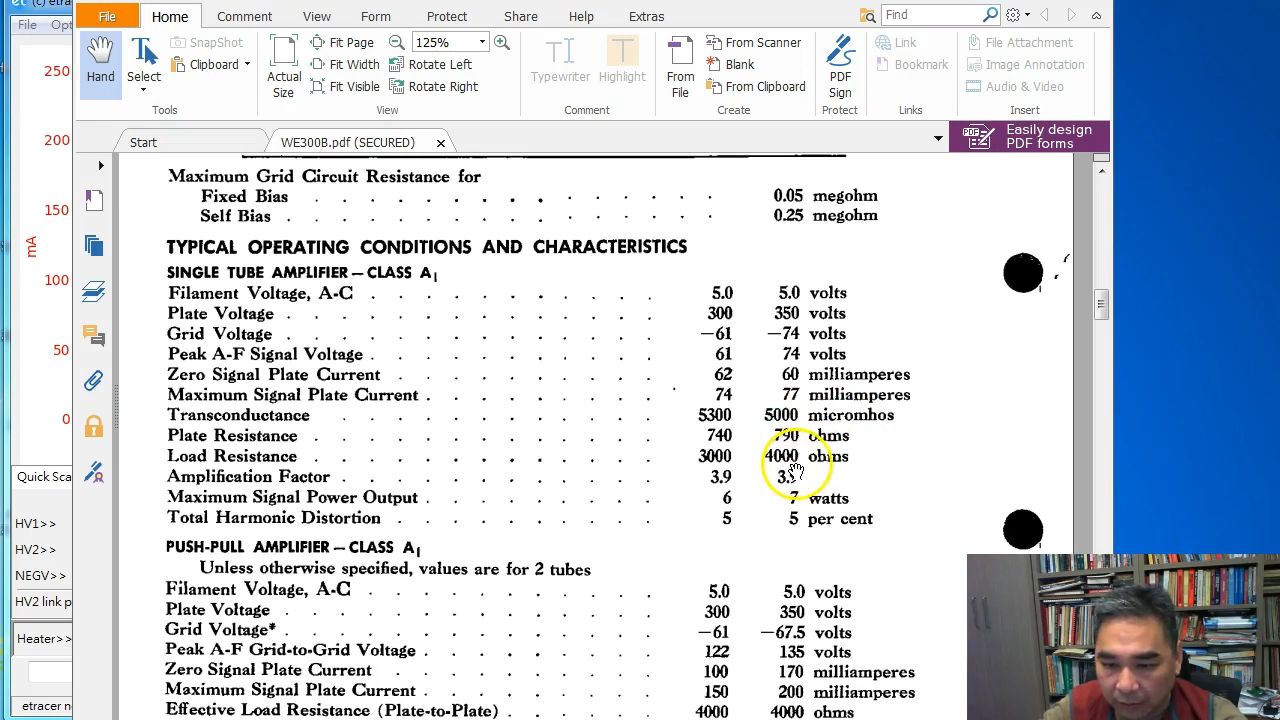 (c) etrace
File Opti
250
200
150
mA
100
50
0
Quick Scan
HV1>>
HV2>>
NEGV>>
HV2 link p
Heater>>
etracer no
File Home Comment View Form Protect Share Help Extras Find
Hand Select SnapShot Clipboard Tools
Actual Size Fit Page Fit Width Fit Visible 125% Rotate Left Rotate Right View
Typewriter Highlight Comment
From File From Scanner Blank From Clipboard Create
PDF Sign Protect
Link Bookmark Links
File Attachment Image Annotation Audio & Video Insert
Start WE300B.pdf (SECURED) Easily design PDF forms
Maximum Grid Circuit Resistance for
Fixed Bias . . . . . . . . 0.05 megohm
Self Bias . . . . . . . . 0.25 megohm
TYPICAL OPERATING CONDITIONS AND CHARACTERISTICS
SINGLE TUBE AMPLIFIER—CLASS A1
Filament Voltage, A-C . . . . . . 5.0 5.0 volts
Plate Voltage . . . . . . . 300 350 volts
Grid Voltage . . . . . . . —61 —74 volts
Peak A-F Signal Voltage . . . . . . 61 74 volts
Zero Signal Plate Current . . . . . . 62 60 milliamperes
Maximum Signal Plate Current . . . . . 74 77 milliamperes
Transconductance . . . . . . 5300 5000 micromhos
Plate Resistance . . . . . . 740 790 ohms
Load Resistance . . . . . . 3000 4000 ohms
Amplification Factor . . . . . . 3.9
Maximum Signal Power Output . . . . . 6 7 watts
Total Harmonic Distortion . . . . . 5 5 per cent
PUSH-PULL AMPLIFIER—CLASS A1
Unless otherwise specified, values are for 2 tubes
Filament Voltage, A-C . . . . . . 5.0 5.0 volts
Plate Voltage . . . . . . . 300 350 volts
Grid Voltage* . . . . . . . —61 —67.5 volts
Peak A-F Grid-to-Grid Voltage . . . . . 122 135 volts
Zero Signal Plate Current . . . . . . 100 170 milliamperes
Maximum Signal Plate Current . . . . . 150 200 milliamperes
Effective Load Resistance (Plate-to-Plate) . . . . 4000 4000 ohms